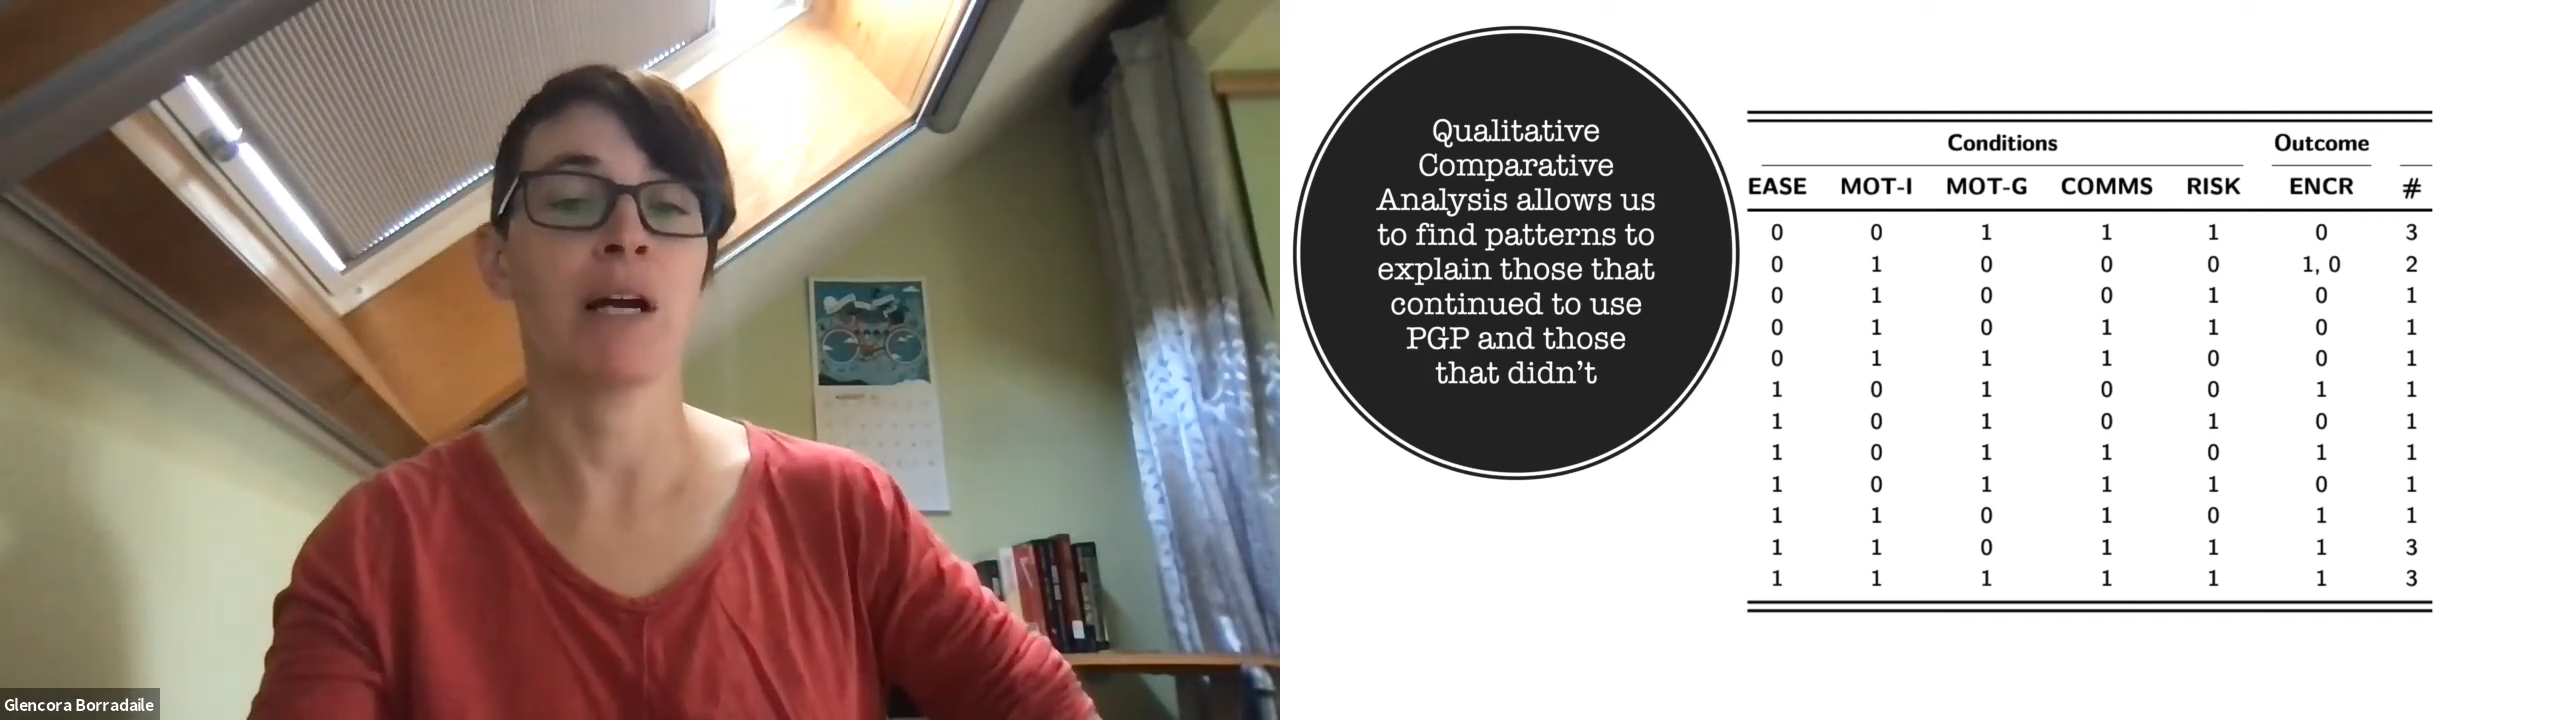 Glencora Borradaile
Qualitative
Comparative
Analysis allows us
to find patterns to
explain those that
continued to use
PGP and those
that didn't
Conditions Outcome
EASE MOT-I MOT-G COMMS RISK ENCR #
0 0 1 1 1 0 3
0 1 0 0 0 1, 0 2
0 1 0 0 1 0 1
0 1 0 1 1 0 1
0 1 1 1 0 0 1
1 0 1 0 0 1 1
1 0 1 0 1 0 1
1 0 1 1 0 1 1
1 0 1 1 1 0 1
1 1 0 1 0 1 1
1 1 0 1 1 1 3
1 1 1 1 1 1 3